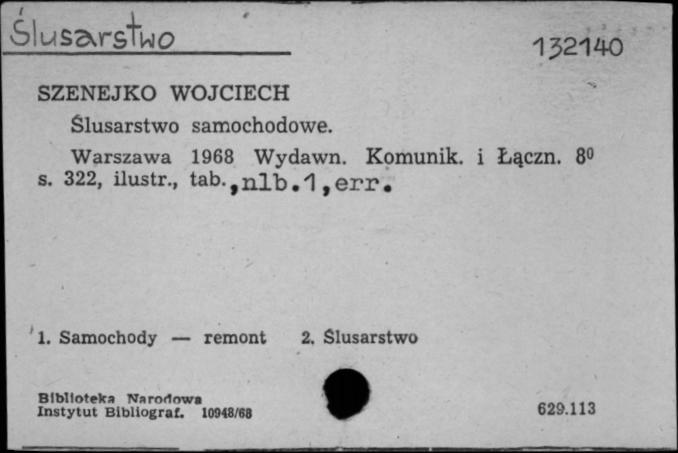 Ślusarstwo
132140
SZENEJKO WOJCIECH
Ślusarstwo samochodowe.
Warszawa 1968 Wydawn. Komunik. i Łączn. 8⁰
s. 322, ilustr., tab.,nlb.1,err.
1. Samochody — remont 2. Ślusarstwo
Biblioteka Narodowa
Instytut Bibliograf. 10948/68
629.113